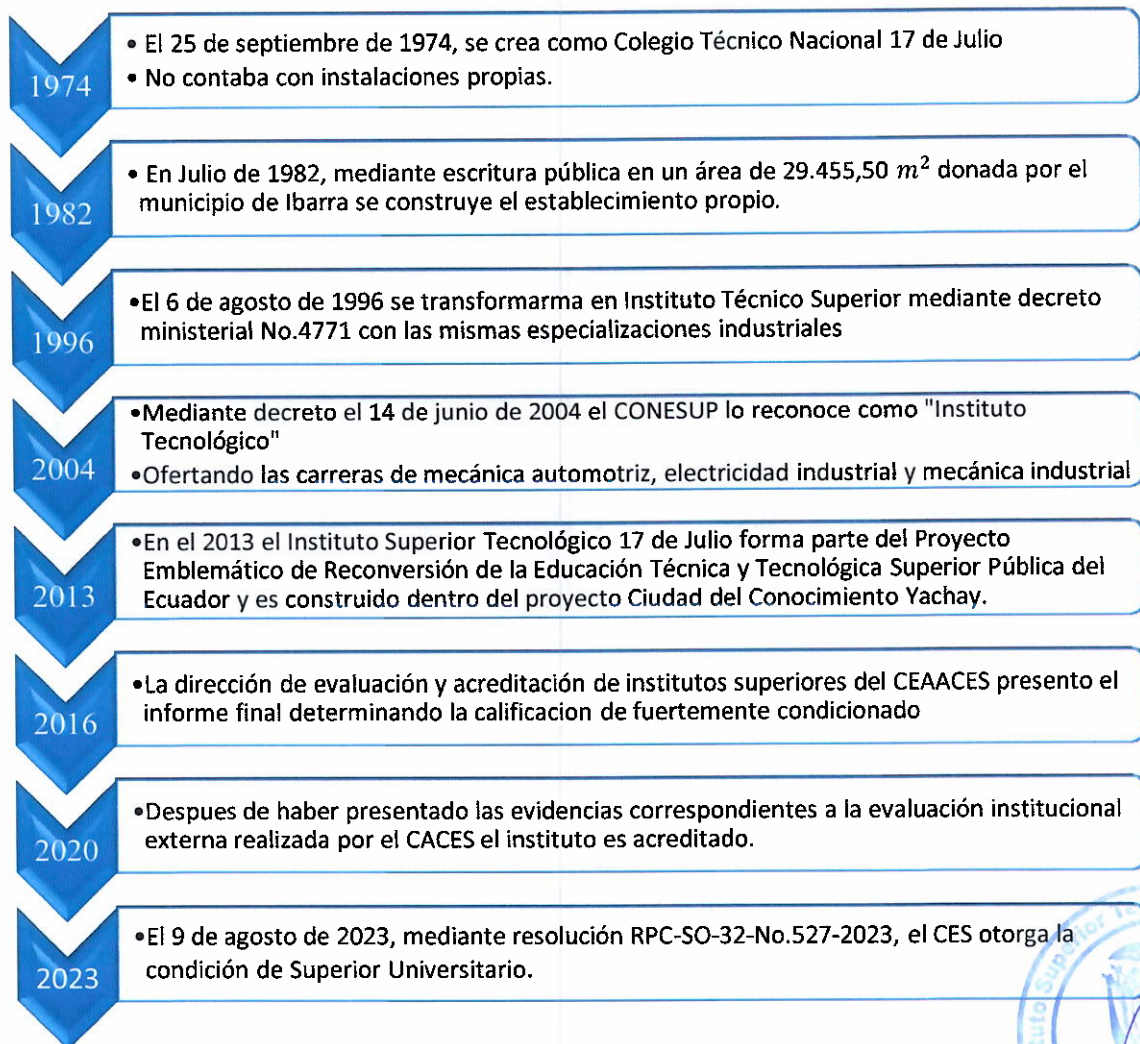 1974
• El 25 de septiembre de 1974, se crea como Colegio Técnico Nacional 17 de Julio
• No contaba con instalaciones propias.
1982
• En Julio de 1982, mediante escritura pública en un área de 29.455,50 m² donada por el
municipio de Ibarra se construye el establecimiento propio.
1996
•El 6 de agosto de 1996 se transformarma en Instituto Técnico Superior mediante decreto
ministerial No.4771 con las mismas especializaciones industriales
2004
•Mediante decreto el 14 de junio de 2004 el CONESUP lo reconoce como "Instituto
Tecnológico"
•Ofertando las carreras de mecánica automotriz, electricidad industrial y mecánica industrial
2013
•En el 2013 el Instituto Superior Tecnológico 17 de Julio forma parte del Proyecto
Emblemático de Reconversión de la Educación Técnica y Tecnológica Superior Pública del
Ecuador y es construido dentro del proyecto Ciudad del Conocimiento Yachay.
2016
•La dirección de evaluación y acreditación de institutos superiores del CEAACES presento el
informe final determinando la calificacion de fuertemente condicionado
2020
•Despues de haber presentado las evidencias correspondientes a la evaluación institucional
externa realizada por el CACES el instituto es acreditado.
2023
•El 9 de agosto de 2023, mediante resolución RPC-SO-32-No.527-2023, el CES otorga la
condición de Superior Universitario.
Superior